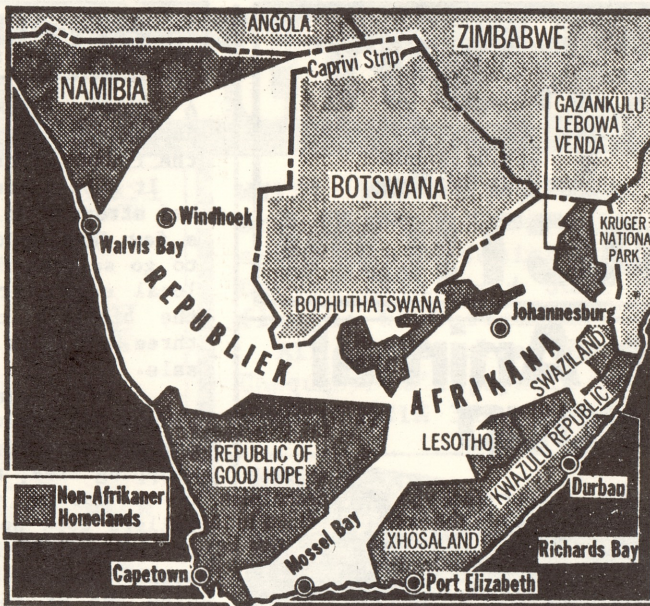 ANGOLA
ZIMBABWE
Caprivi Strip
NAMIBIA
GAZANKULU
LEBOWA
VENDA
BOTSWANA
Windhoek
KRUGER
NATIONAL
PARK
Walvis Bay
BOPHUTHATSWANA
Johannesburg
REPUBLIEK
AFRIKANA
SWAZILAND
LESOTHO
REPUBLIC OF
GOOD HOPE
KWAZULU REPUBLIC
Non-Afrikaner
Homelands
Durban
XHOSALAND
Mossel Bay
Richards Bay
Capetown
Port Elizabeth